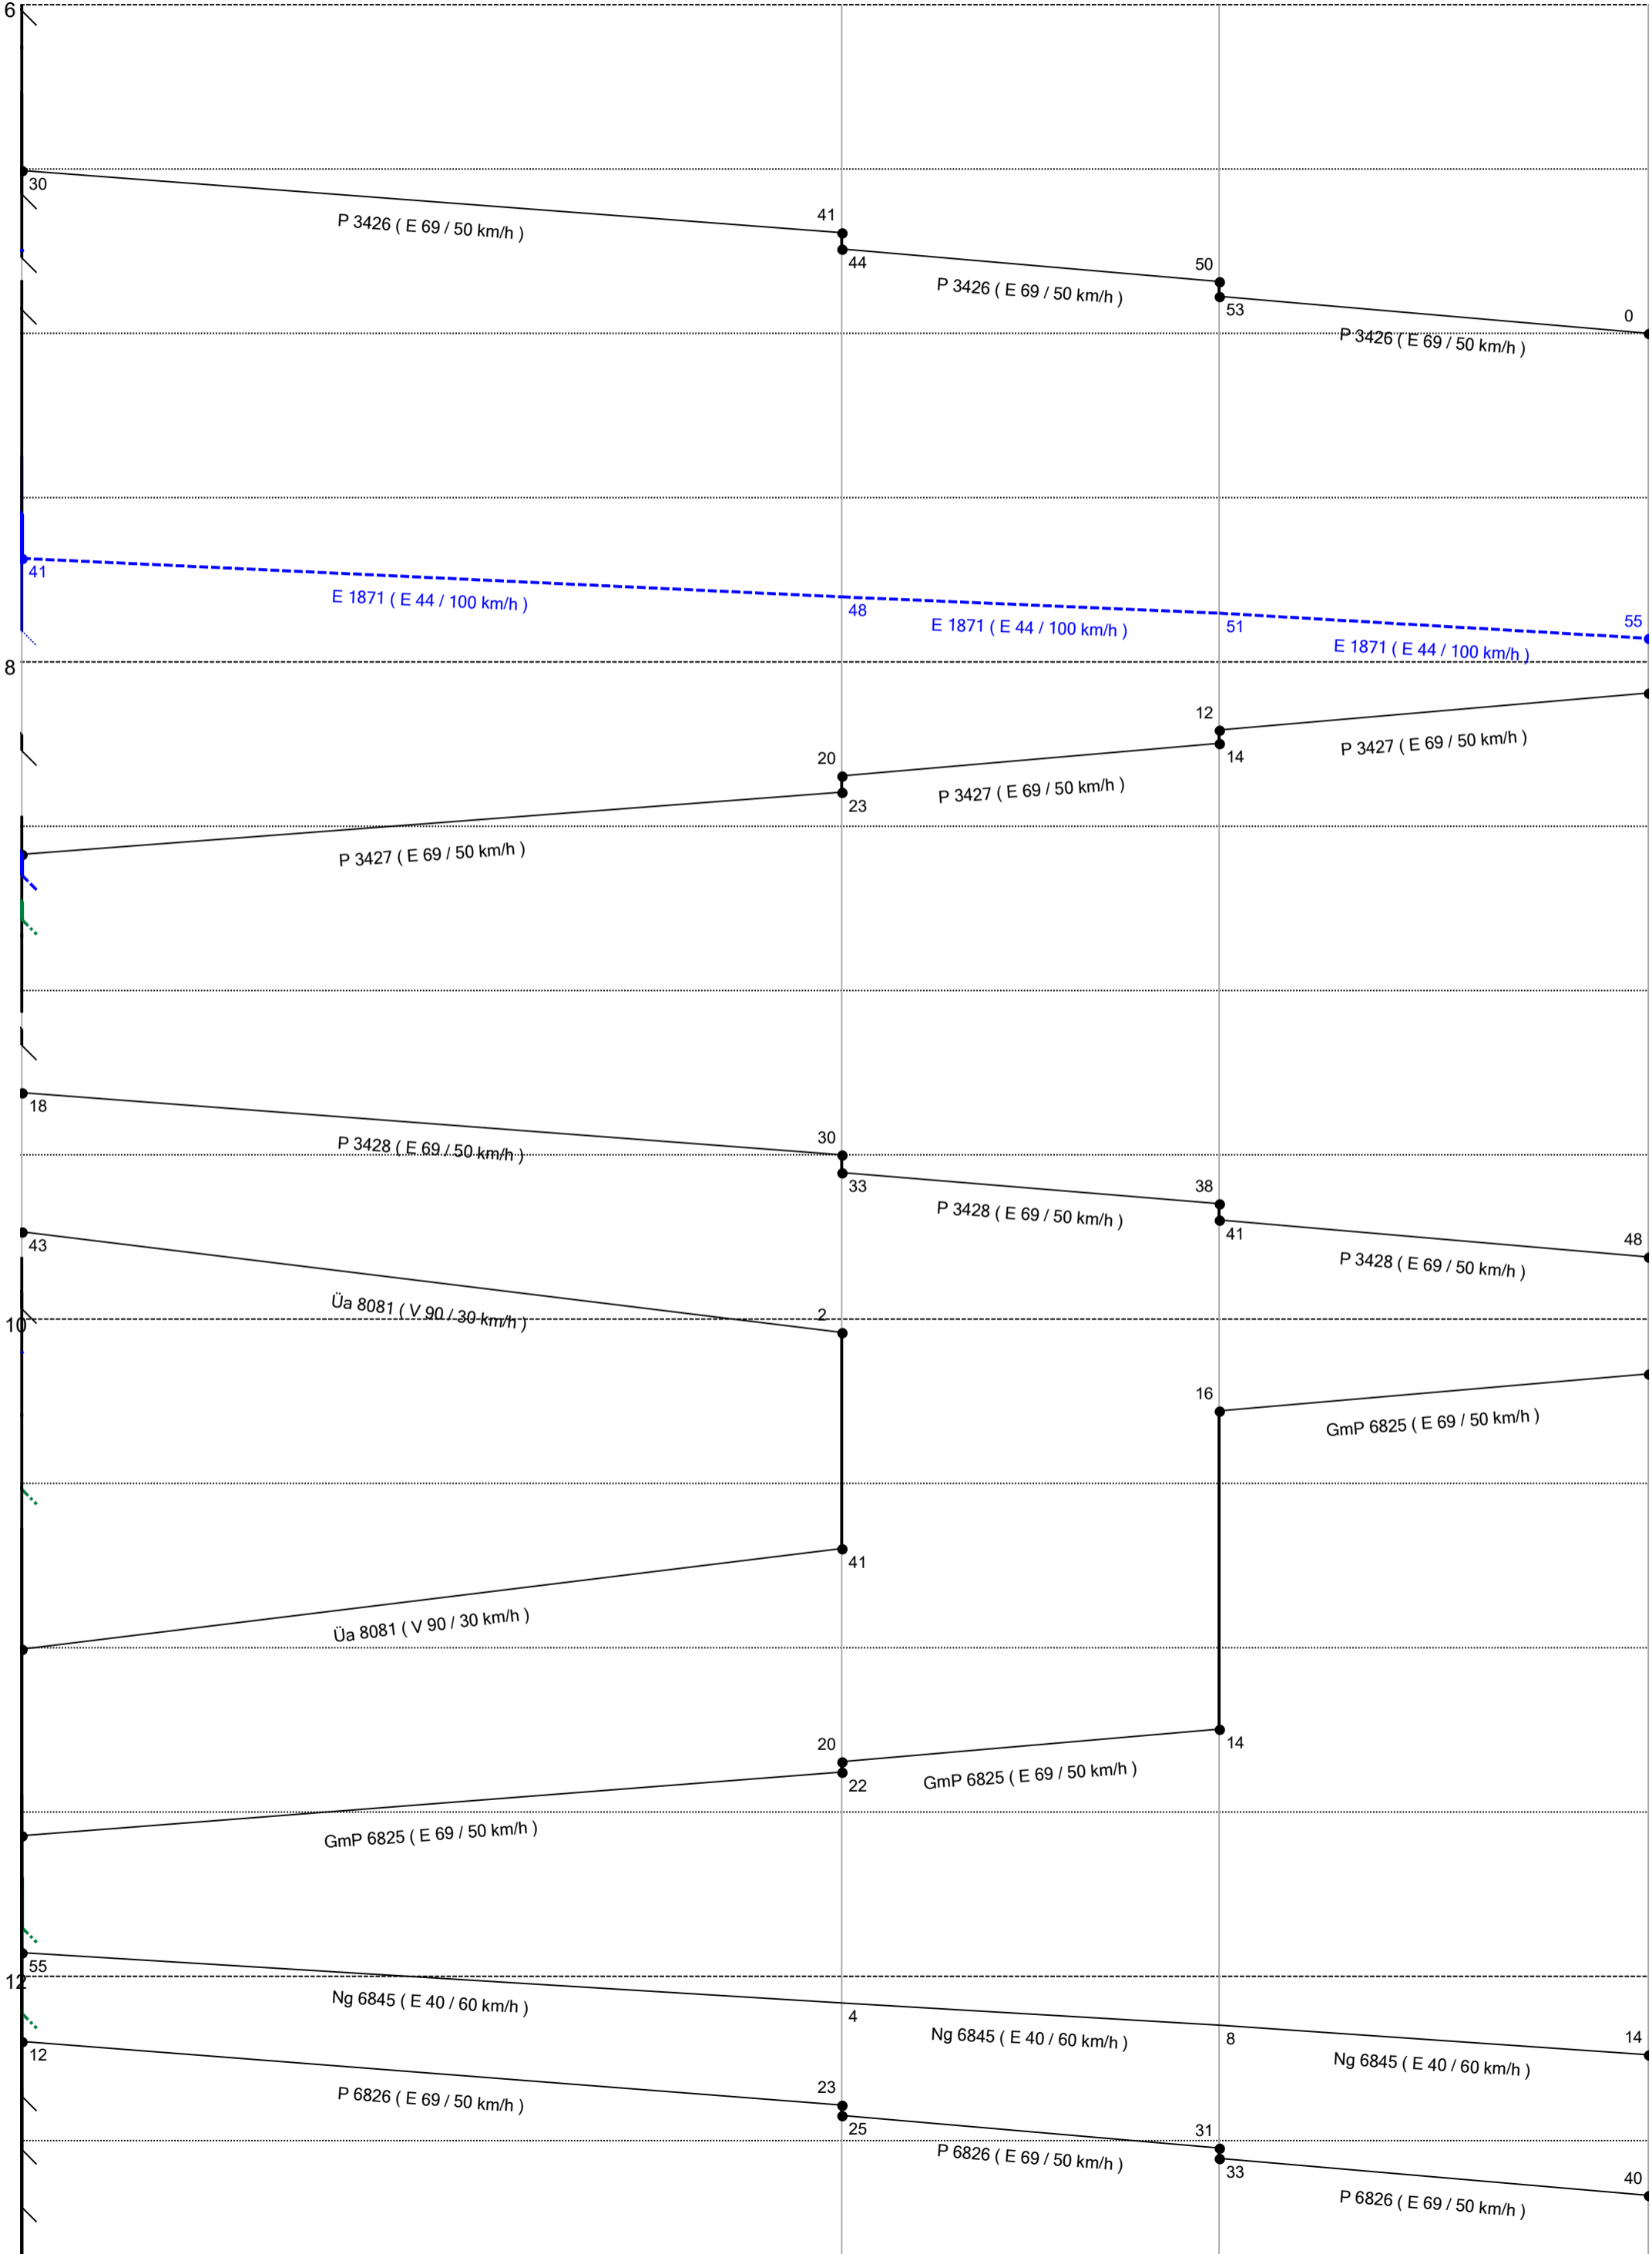 6
30
P 3426 ( E 69 / 50 km/h )
41
44
P 3426 ( E 69 / 50 km/h )
50
53
P 3426 ( E 69 / 50 km/h )
0
41
E 1871 ( E 44 / 100 km/h )
48
E 1871 ( E 44 / 100 km/h )
51
E 1871 ( E 44 / 100 km/h )
55
8
12
14
P 3427 ( E 69 / 50 km/h )
20
23
P 3427 ( E 69 / 50 km/h )
P 3427 ( E 69 / 50 km/h )
18
P 3428 ( E 69 / 50 km/h )
30
33
P 3428 ( E 69 / 50 km/h )
38
41
P 3428 ( E 69 / 50 km/h )
48
43
Üa 8081 ( V 90 / 30 km/h )
2
10
16
GmP 6825 ( E 69 / 50 km/h )
41
Üa 8081 ( V 90 / 30 km/h )
14
20
22
GmP 6825 ( E 69 / 50 km/h )
GmP 6825 ( E 69 / 50 km/h )
55
12
Ng 6845 ( E 40 / 60 km/h )
4
Ng 6845 ( E 40 / 60 km/h )
8
Ng 6845 ( E 40 / 60 km/h )
14
12
P 6826 ( E 69 / 50 km/h )
23
25
P 6826 ( E 69 / 50 km/h )
31
33
P 6826 ( E 69 / 50 km/h )
40